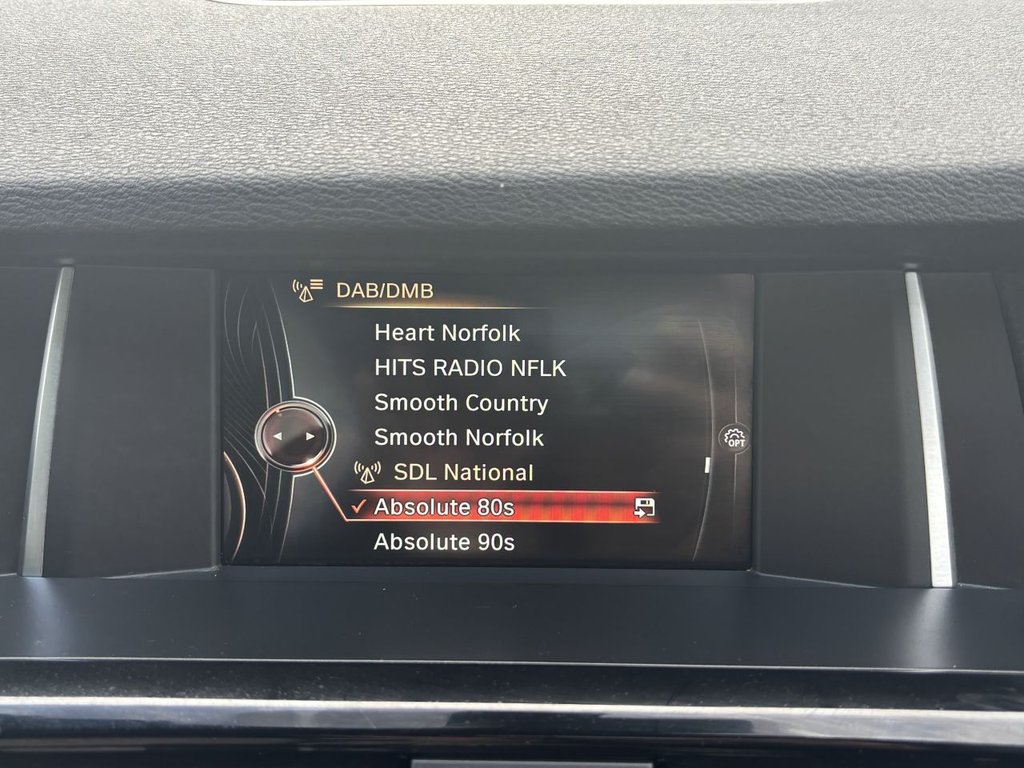 DAB/DMB
Heart Norfolk
HITS RADIO NFLK
Smooth Country
Smooth Norfolk
SDL National
Absolute 80s
Absolute 90s
OPT